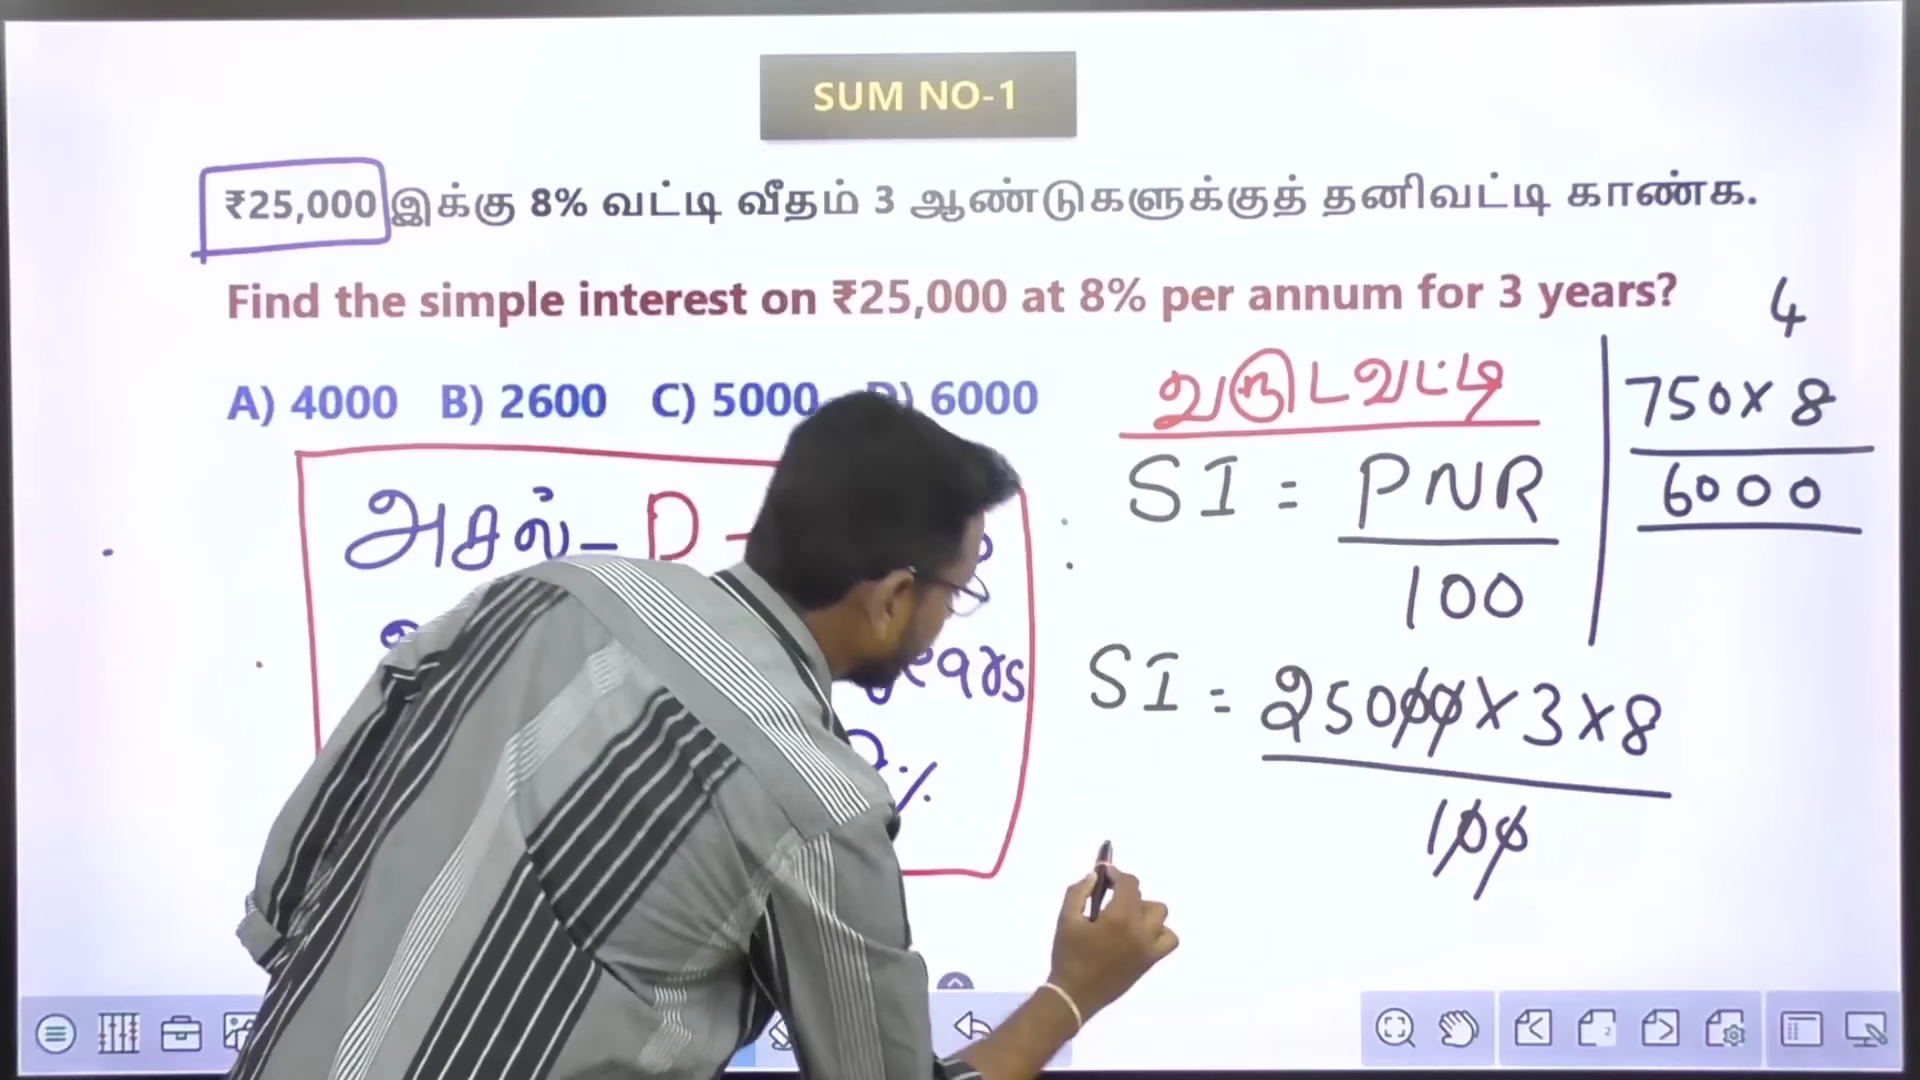 SUM NO-1
₹25,000 இக்கு 8% வட்டி வீதம் 3 ஆண்டுகளுக்குத் தனிவட்டி காண்க.
Find the simple interest on ₹25,000 at 8% per annum for 3 years?
A) 4000 B) 2600 C) 5000 D) 6000
வருடவட்டி
SI = PNR
100
4
750 x 8
6000
அசல் -
SI = 25000 x 3 x 8
100
%